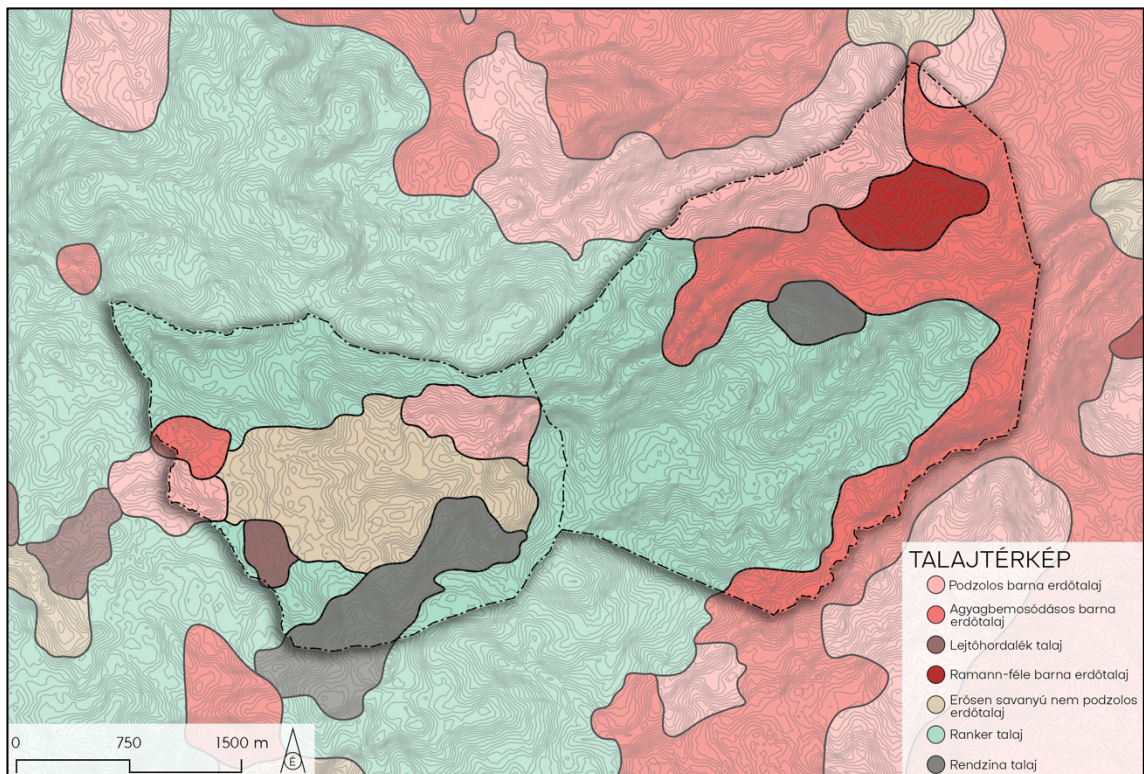 TALAJTÉRKÉP
Podzolos barna erdőtalaj
Agyagbemosódásos barna
erdőtalaj
Lejtőhordalék talaj
Ramann-féle barna erdőtalaj
Erősen savanyú nem podzolos
erdőtalaj
Ranker talaj
Rendzina talaj
0 750 1500 m
É